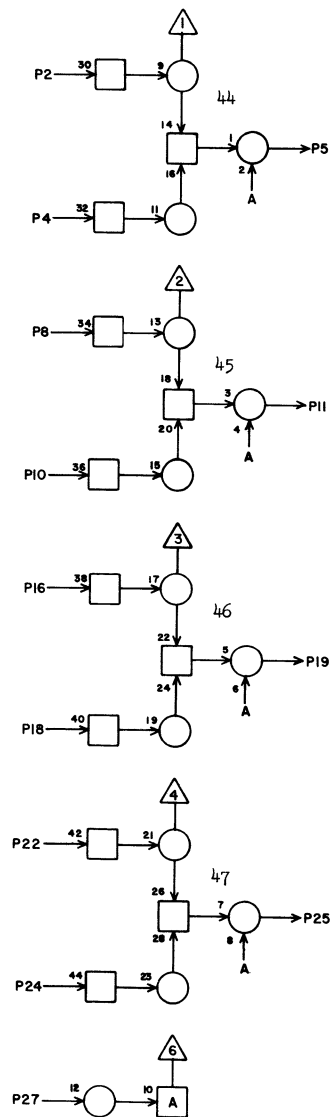 1
P2 30 9
44
14 1 P5
16 2
P4 32 11 A
2
P8 34 13
45
18 3 P11
20 4
P10 36 15 A
3
P16 38 17
46
22 5 P19
24 6
P18 40 19 A
4
P22 42 21
47
26 7 P25
28 8
P24 44 23 A
6
P27 12 10 A